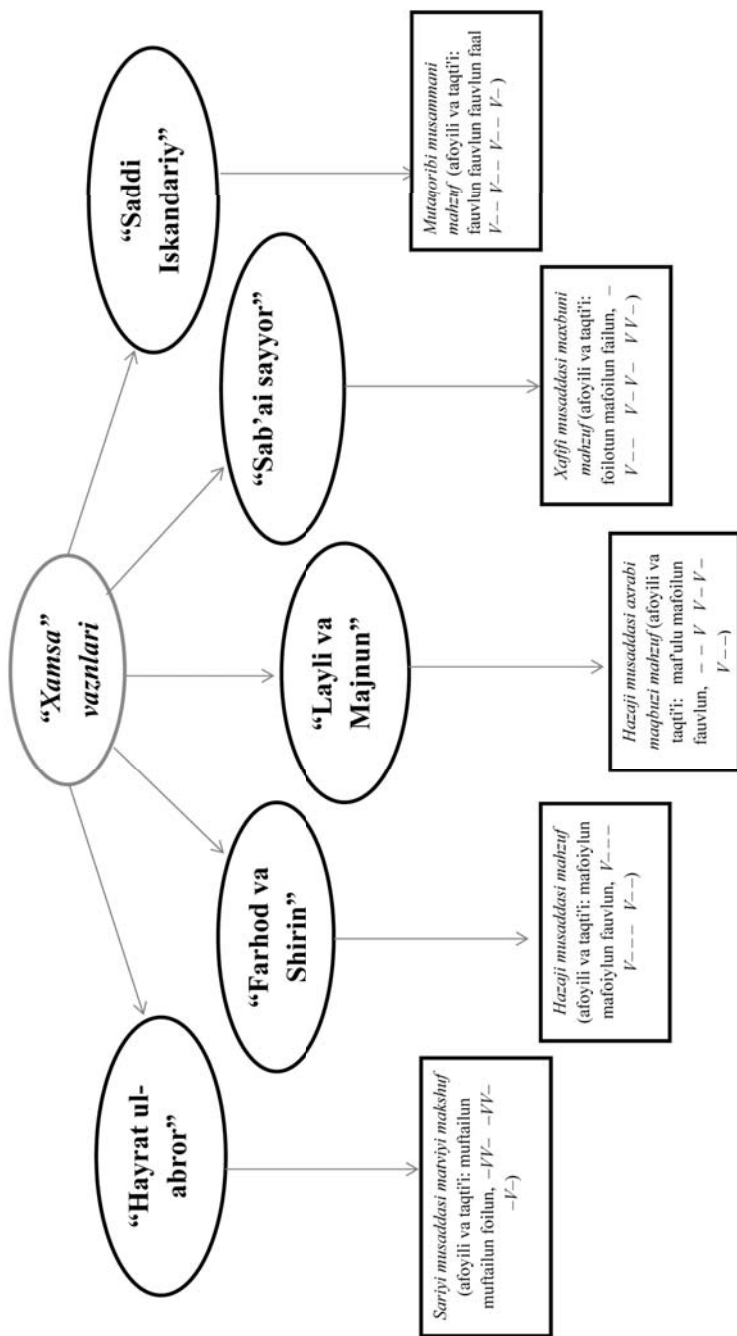 “Xamsa”
vaznlari
“Hayrat ul-
abror”
“Farhod va
Shirin”
“Layli va
Majnun”
“Sab’ai sayyor”
“Saddi
Iskandariy”
Sariyi musaddasi matviyi makshuf
(afoyili va taqti'i: muftailun
muftailun foilun, –VV– –VV–
–V–)
Hazaji musaddasi mahzuf
(afoyili va taqti'i: mafoiylun
mafoiylun fauvlun, V– – –
V– – – V– –)
Hazaji musaddasi axrabi
maqbuzi mahzuf (afoyili va
taqti'i: maf'ulu mafoilun
fauvlun, – – V V – V –
V – –)
Xafifi musaddasi maxbuni
mahzuf (afoyili va taqti'i:
foilotun mafoilun failun, –
V – – V – V – V V –)
Mutaqoribi musammani
mahzuf (afoyili va taqti'i:
fauvlun fauvlun fauvlun faal
V– – V– – V– – V–)